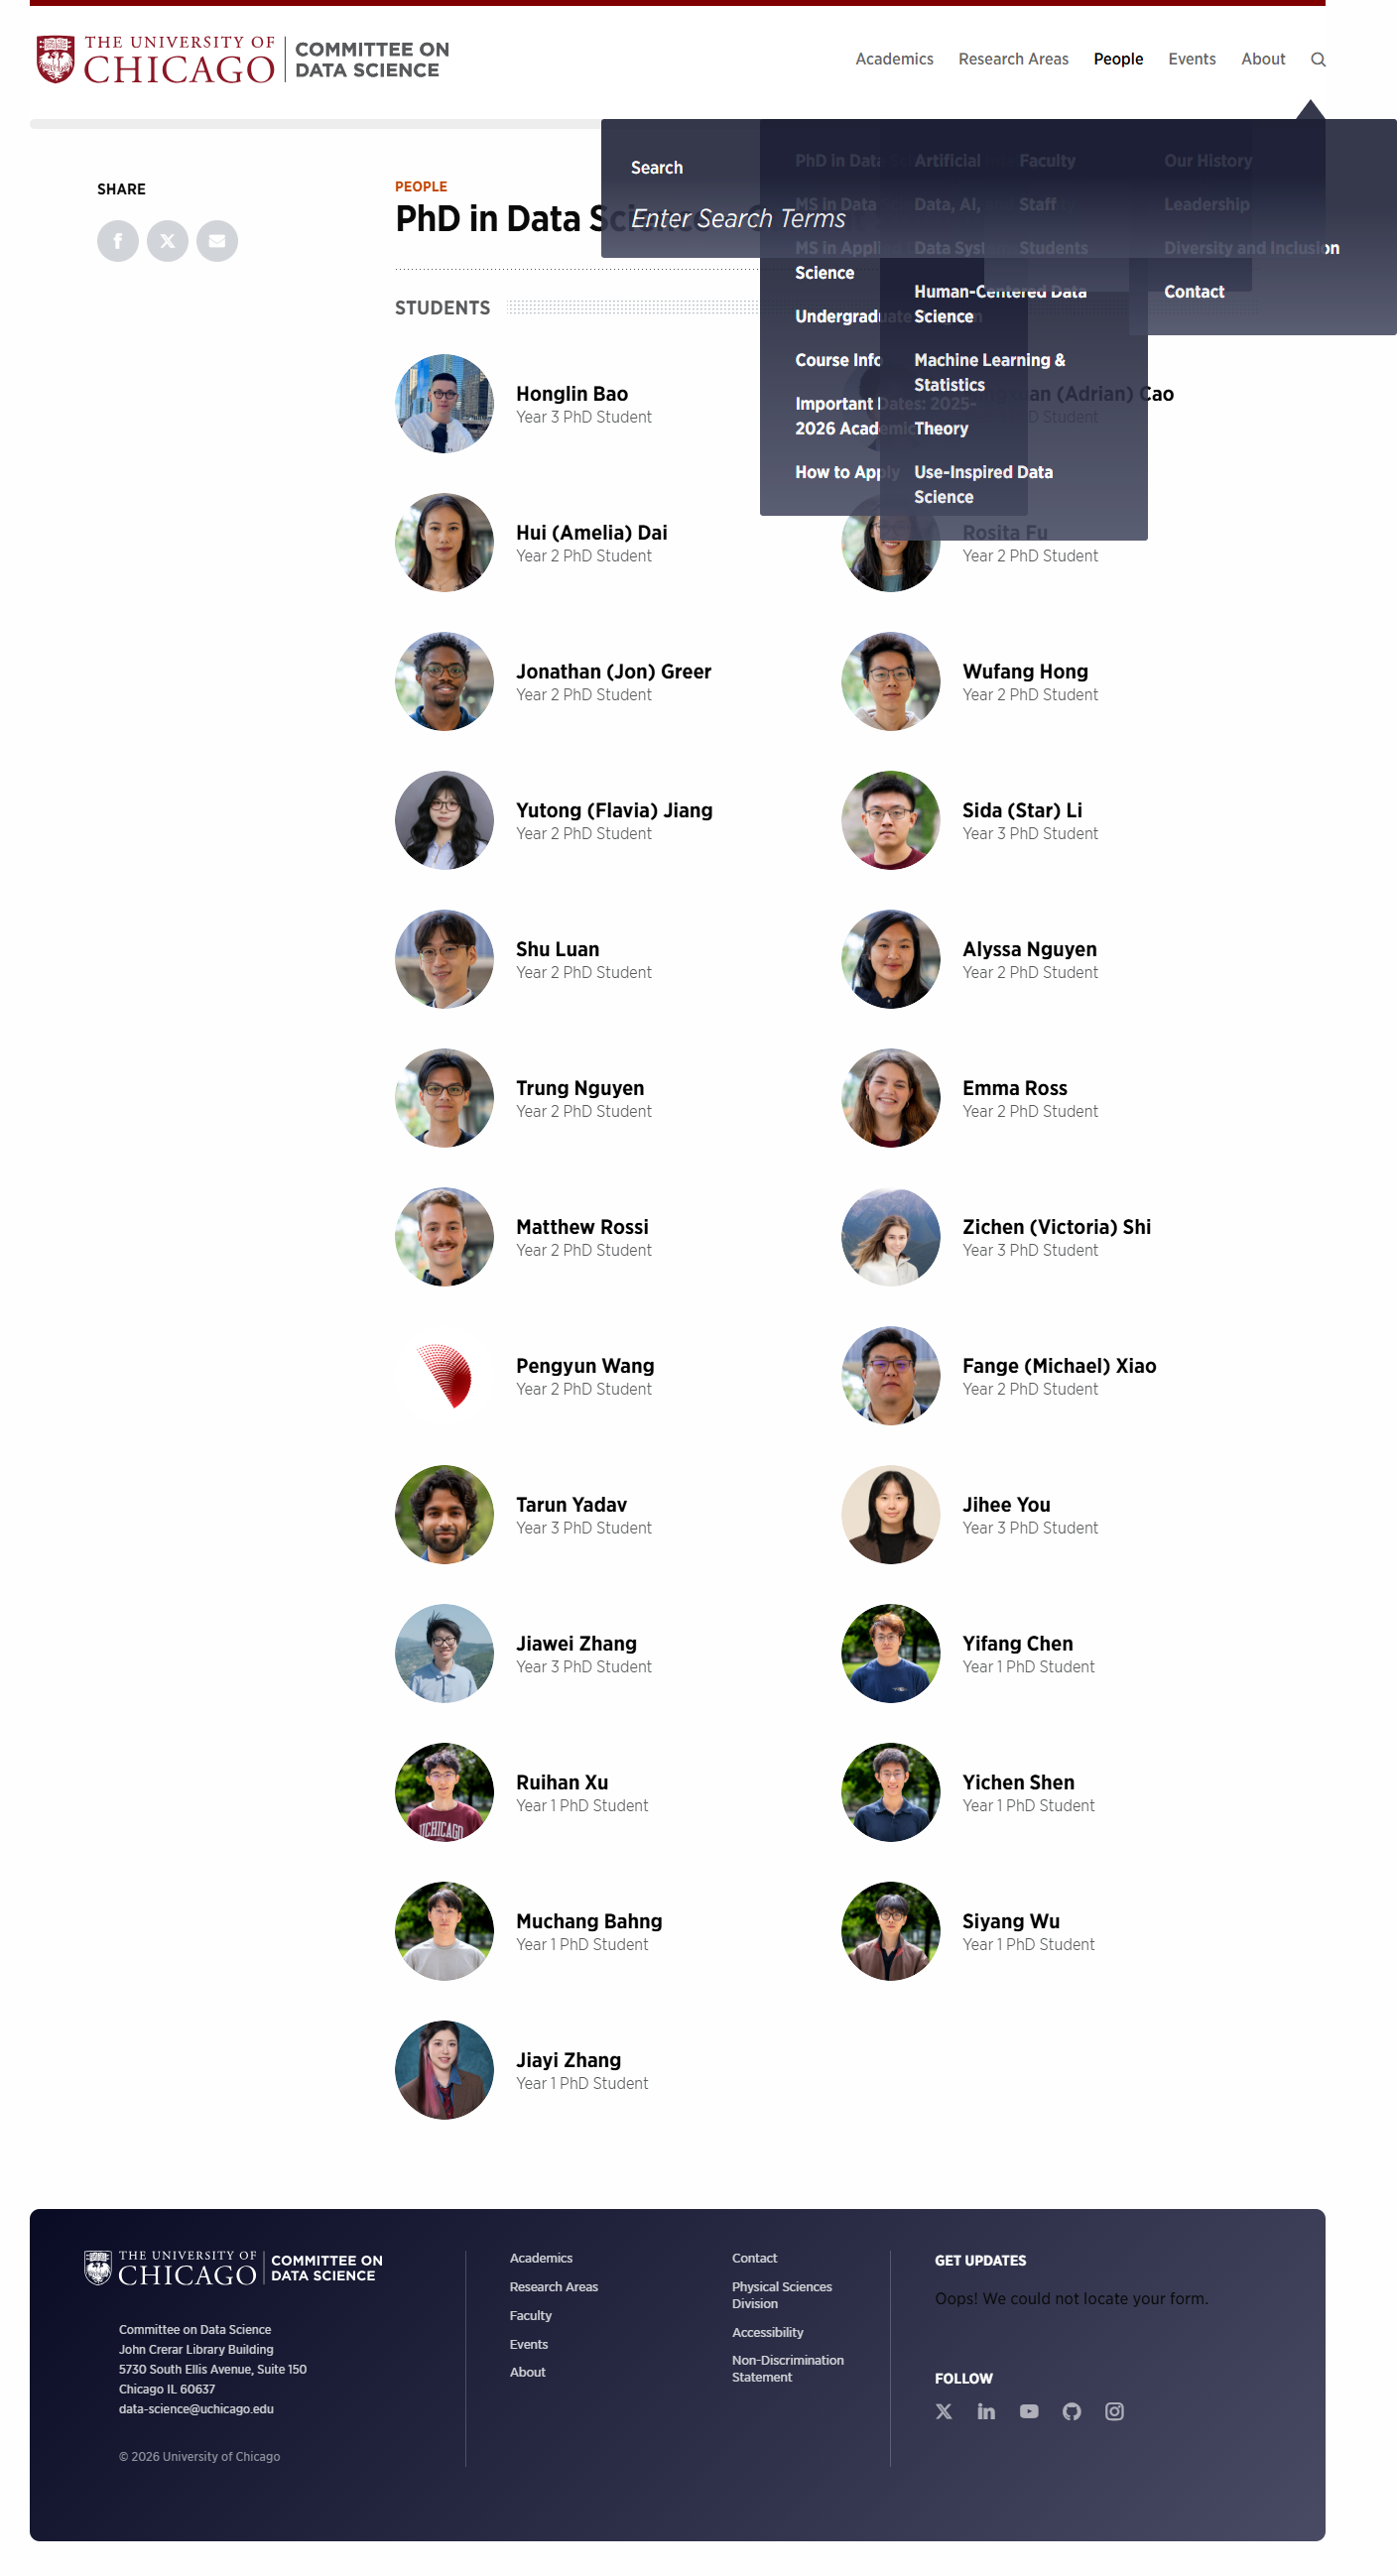 THE UNIVERSITY OF
CHICAGO
COMMITTEE ON
DATA SCIENCE
Academics
Research Areas
People
Events
About
SHARE
PEOPLE
PhD in Data
Search
Enter Search Terms
PhD in Data
MS in Data
MS in
Science
Course Info
Important Dates: 2025-
2026 Academic
How to Apply
Artificial
Data, AI,
Data
Human-Centered Data
Science
Machine Learning &
Statistics
Theory
Use-Inspired Data
Science
Faculty
Staff
Students
Our History
Leadership
Diversity and Inclusion
Contact
STUDENTS
Honglin Bao
Year 3 PhD Student
(Adrian) Cao
Student
Hui (Amelia) Dai
Year 2 PhD Student
Rosita Fu
Year 2 PhD Student
Jonathan (Jon) Greer
Year 2 PhD Student
Wufang Hong
Year 2 PhD Student
Yutong (Flavia) Jiang
Year 2 PhD Student
Sida (Star) Li
Year 3 PhD Student
Shu Luan
Year 2 PhD Student
Alyssa Nguyen
Year 2 PhD Student
Trung Nguyen
Year 2 PhD Student
Emma Ross
Year 2 PhD Student
Matthew Rossi
Year 2 PhD Student
Zichen (Victoria) Shi
Year 3 PhD Student
Pengyun Wang
Year 2 PhD Student
Fange (Michael) Xiao
Year 2 PhD Student
Tarun Yadav
Year 3 PhD Student
Jihee You
Year 3 PhD Student
Jiawei Zhang
Year 3 PhD Student
Yifang Chen
Year 1 PhD Student
UCHICAGO
Ruihan Xu
Year 1 PhD Student
Yichen Shen
Year 1 PhD Student
Muchang Bahng
Year 1 PhD Student
Siyang Wu
Year 1 PhD Student
Jiayi Zhang
Year 1 PhD Student
THE UNIVERSITY OF
CHICAGO
COMMITTEE ON
DATA SCIENCE
Committee on Data Science
John Crerar Library Building
5730 South Ellis Avenue, Suite 150
Chicago IL 60637
data-science@uchicago.edu
© 2026 University of Chicago
Academics
Research Areas
Faculty
Events
About
Contact
Physical Sciences
Division
Accessibility
Non-Discrimination
Statement
GET UPDATES
Oops! We could not locate your form.
FOLLOW